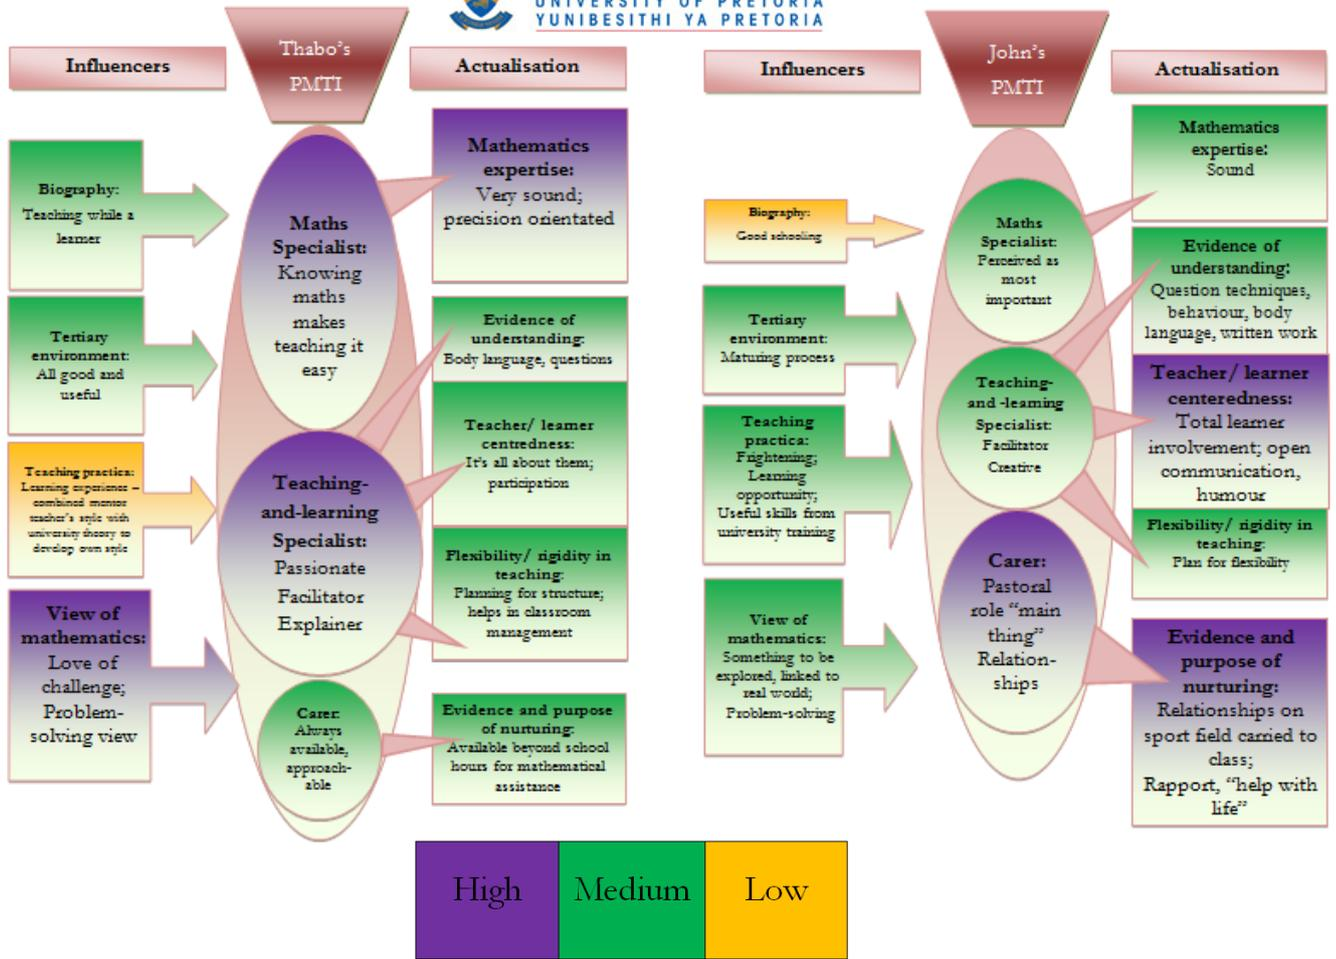 UNIVERSITY OF PRETORIA
YUNIBESITHI YA PRETORIA
Thabo's
PMTI
Influencers
Actualisation
Biography:
Teaching while a
learner
Tertiary
environment:
All good and
useful
Teaching practica:
Learning experience –
combined mentor
teacher's style with
university theory to
develop own style
View of
mathematics:
Love of
challenge;
Problem-
solving view
Maths
Specialist:
Knowing
maths
makes
teaching it
easy
Teaching-
and-learning
Specialist:
Passionate
Facilitator
Explainer
Carer:
Always
available,
approach-
able
Mathematics
expertise:
Very sound;
precision orientated
Evidence of
understanding:
Body language, questions
Teacher/ learner
centredness:
It's all about them;
participation
Flexibility/ rigidity in
teaching:
Planning for structure;
helps in classroom
management
Evidence and purpose
of nurturing:
Available beyond school
hours for mathematical
assistance
John's
PMTI
Influencers
Actualisation
Biography:
Good schooling
Tertiary
environment:
Maturing process
Teaching
practica:
Frightening;
Learning
opportunity;
Useful skills from
university training
View of
mathematics:
Something to be
explored, linked to
real world;
Problem-solving
Maths
Specialist:
Perceived as
most
important
Teaching-
and -learning
Specialist:
Facilitator
Creative
Carer:
Pastoral
role “main
thing”
Relation-
ships
Mathematics
expertise:
Sound
Evidence of
understanding:
Question techniques,
behaviour, body
language, written work
Teacher/ learner
centeredness:
Total learner
involvement; open
communication,
humour
Flexibility/ rigidity in
teaching:
Plan for flexibility
Evidence and
purpose of
nurturing:
Relationships on
sport field carried to
class;
Rapport, “help with
life”
High
Medium
Low